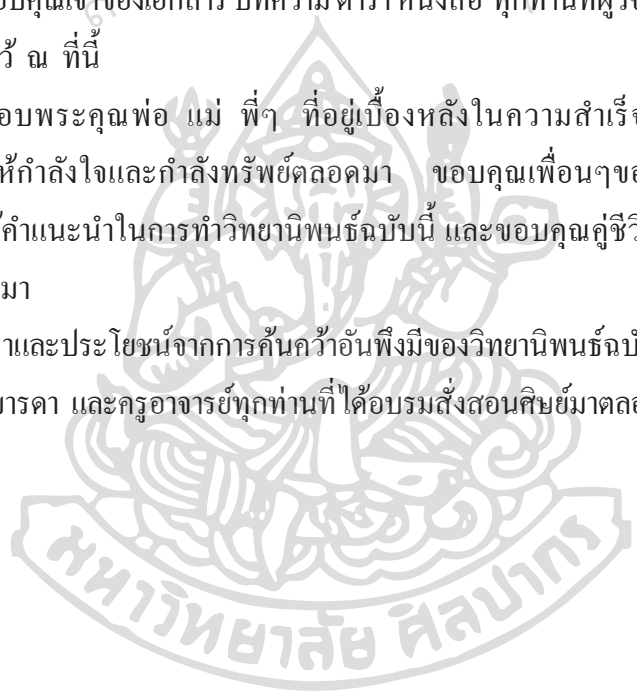 ของเอกสาร บทความ ตำรา หนังสือ ทุกท่านที่
ว้ ณ ที่นี้
อบพระคุณพ่อ แม่ พี่ๆ ที่อยู่เบื้องหลังในความสำเร็จ
ห้กำลังใจและกำลังทรัพย์ตลอดมา ขอบคุณเพื่อนๆขอ
คำแนะนำในการทำวิทยานิพนธ์ฉบับนี้ และขอบคุณคู่ชีวิ
มา
าและประโยชน์จากการค้นคว้าอันพึงมีของวิทยานิพนธ์ฉบั
มารดา และครูอาจารย์ทุกท่านที่ได้อบรมสั่งสอนศิษย์มาตลอ
มหาวิทยาลัย ศิลปากร